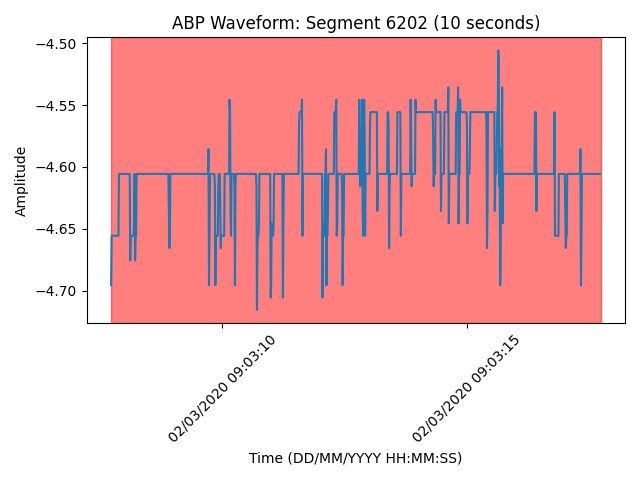 ABP Waveform: Segment 6202 (10 seconds)
−4.50
−4.55
−4.60
−4.65
−4.70
Amplitude
02/03/2020 09:03:10
02/03/2020 09:03:15
Time (DD/MM/YYYY HH:MM:SS)